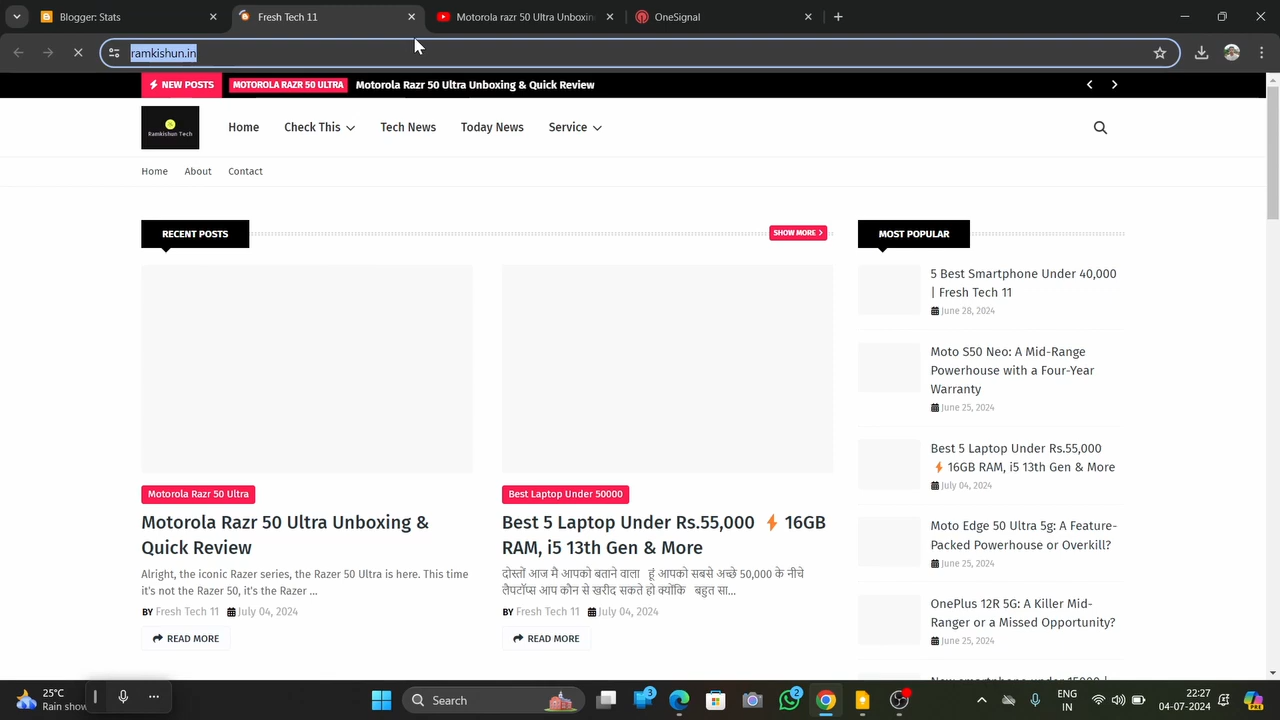 Blogger: Stats
Fresh Tech 11
Motorola razr 50 Ultra Unboxin
OneSignal
ramkishun.in
NEW POSTS
MOTOROLA RAZR 50 ULTRA
Motorola Razr 50 Ultra Unboxing & Quick Review
Ramkishun Tech
Home
Check This
Tech News
Today News
Service
Home
About
Contact
RECENT POSTS
SHOW MORE
MOST POPULAR
Motorola Razr 50 Ultra
Motorola Razr 50 Ultra Unboxing &
Quick Review
Alright, the iconic Razer series, the Razer 50 Ultra is here. This time
it's not the Razer 50, it's the Razer ...
BY Fresh Tech 11 July 04, 2024
READ MORE
Best Laptop Under 50000
Best 5 Laptop Under Rs.55,000 ⚡16GB
RAM, i5 13th Gen & More
दोस्तों आज मै आपको बताने वाला हूं आपको सबसे अच्छे 50,000 के नीचे
लैपटॉप्स आप कौन से खरीद सकते हो क्योंकि बहुत सा...
BY Fresh Tech 11 July 04, 2024
READ MORE
5 Best Smartphone Under 40,000
| Fresh Tech 11
June 28, 2024
Moto S50 Neo: A Mid-Range
Powerhouse with a Four-Year
Warranty
June 25, 2024
Best 5 Laptop Under Rs.55,000
⚡16GB RAM, i5 13th Gen & More
July 04, 2024
Moto Edge 50 Ultra 5g: A Feature-
Packed Powerhouse or Overkill?
June 25, 2024
OnePlus 12R 5G: A Killer Mid-
Ranger or a Missed Opportunity?
June 25, 2024
New smartphone under 15000 |
25°C
Rain show
Search
3
2
ENG
IN
22:27
04-07-2024